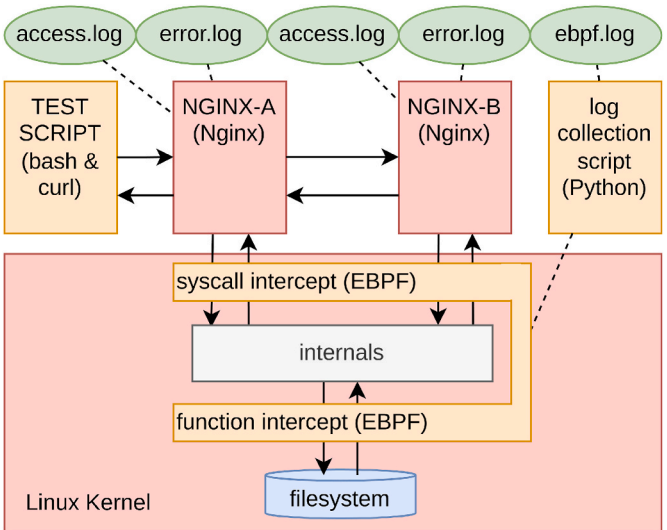 access.log
error.log
access.log
error.log
ebpf.log
TEST
SCRIPT
(bash &
curl)
NGINX-A
(Nginx)
NGINX-B
(Nginx)
log
collection
script
(Python)
syscall intercept (EBPF)
internals
function intercept (EBPF)
filesystem
Linux Kernel